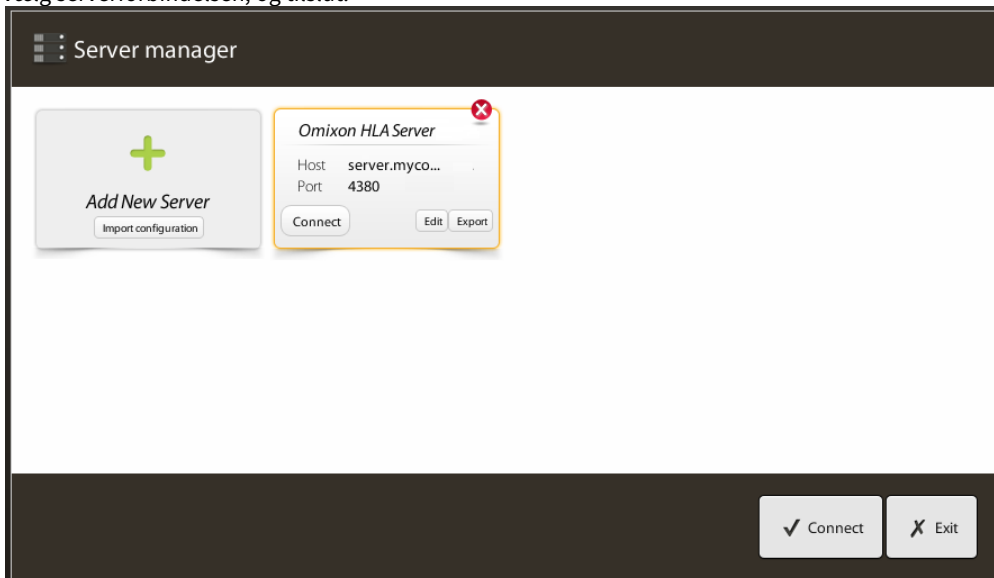 Server manager
Add New Server
Import configuration
Omixon HLA Server
Host server.myco...
Port 4380
Connect Edit Export
Connect Exit